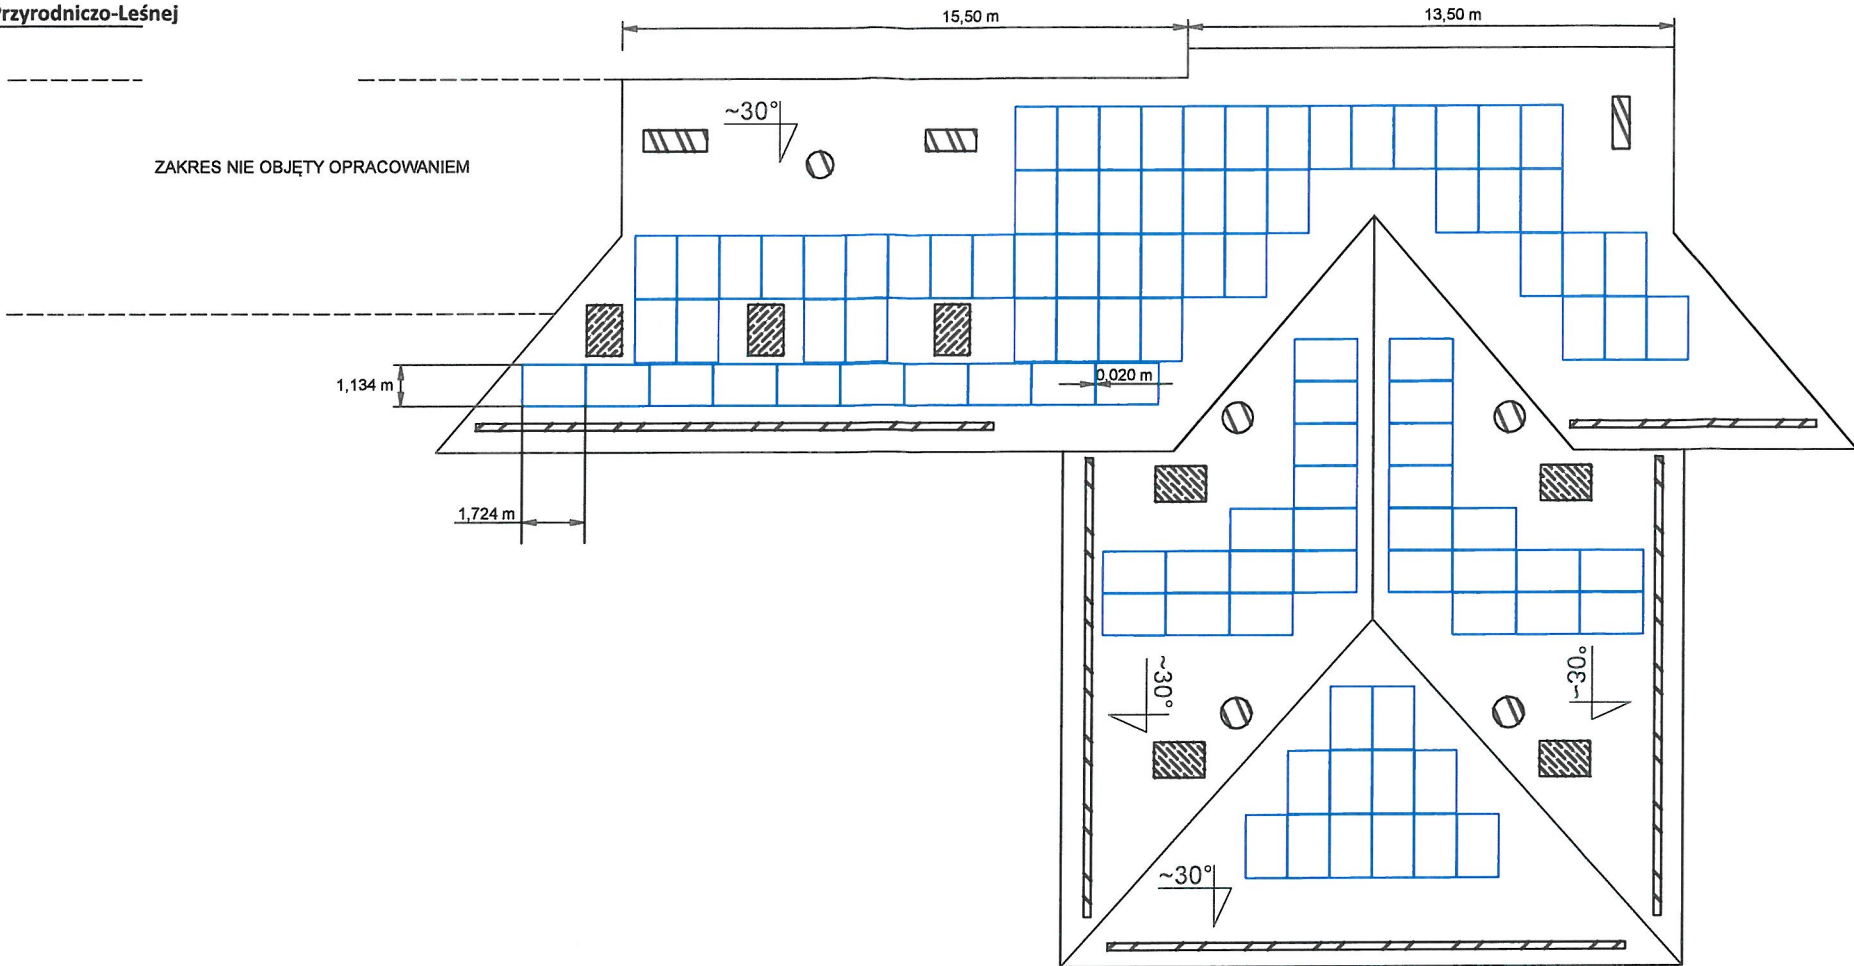 Przyrodniczo-Leśnej
15,50 m
13,50 m
~30°
ZAKRES NIE OBJĘTY OPRACOWANIEM
1,134 m
0,020 m
1,724 m
~30°
~30°
~30°